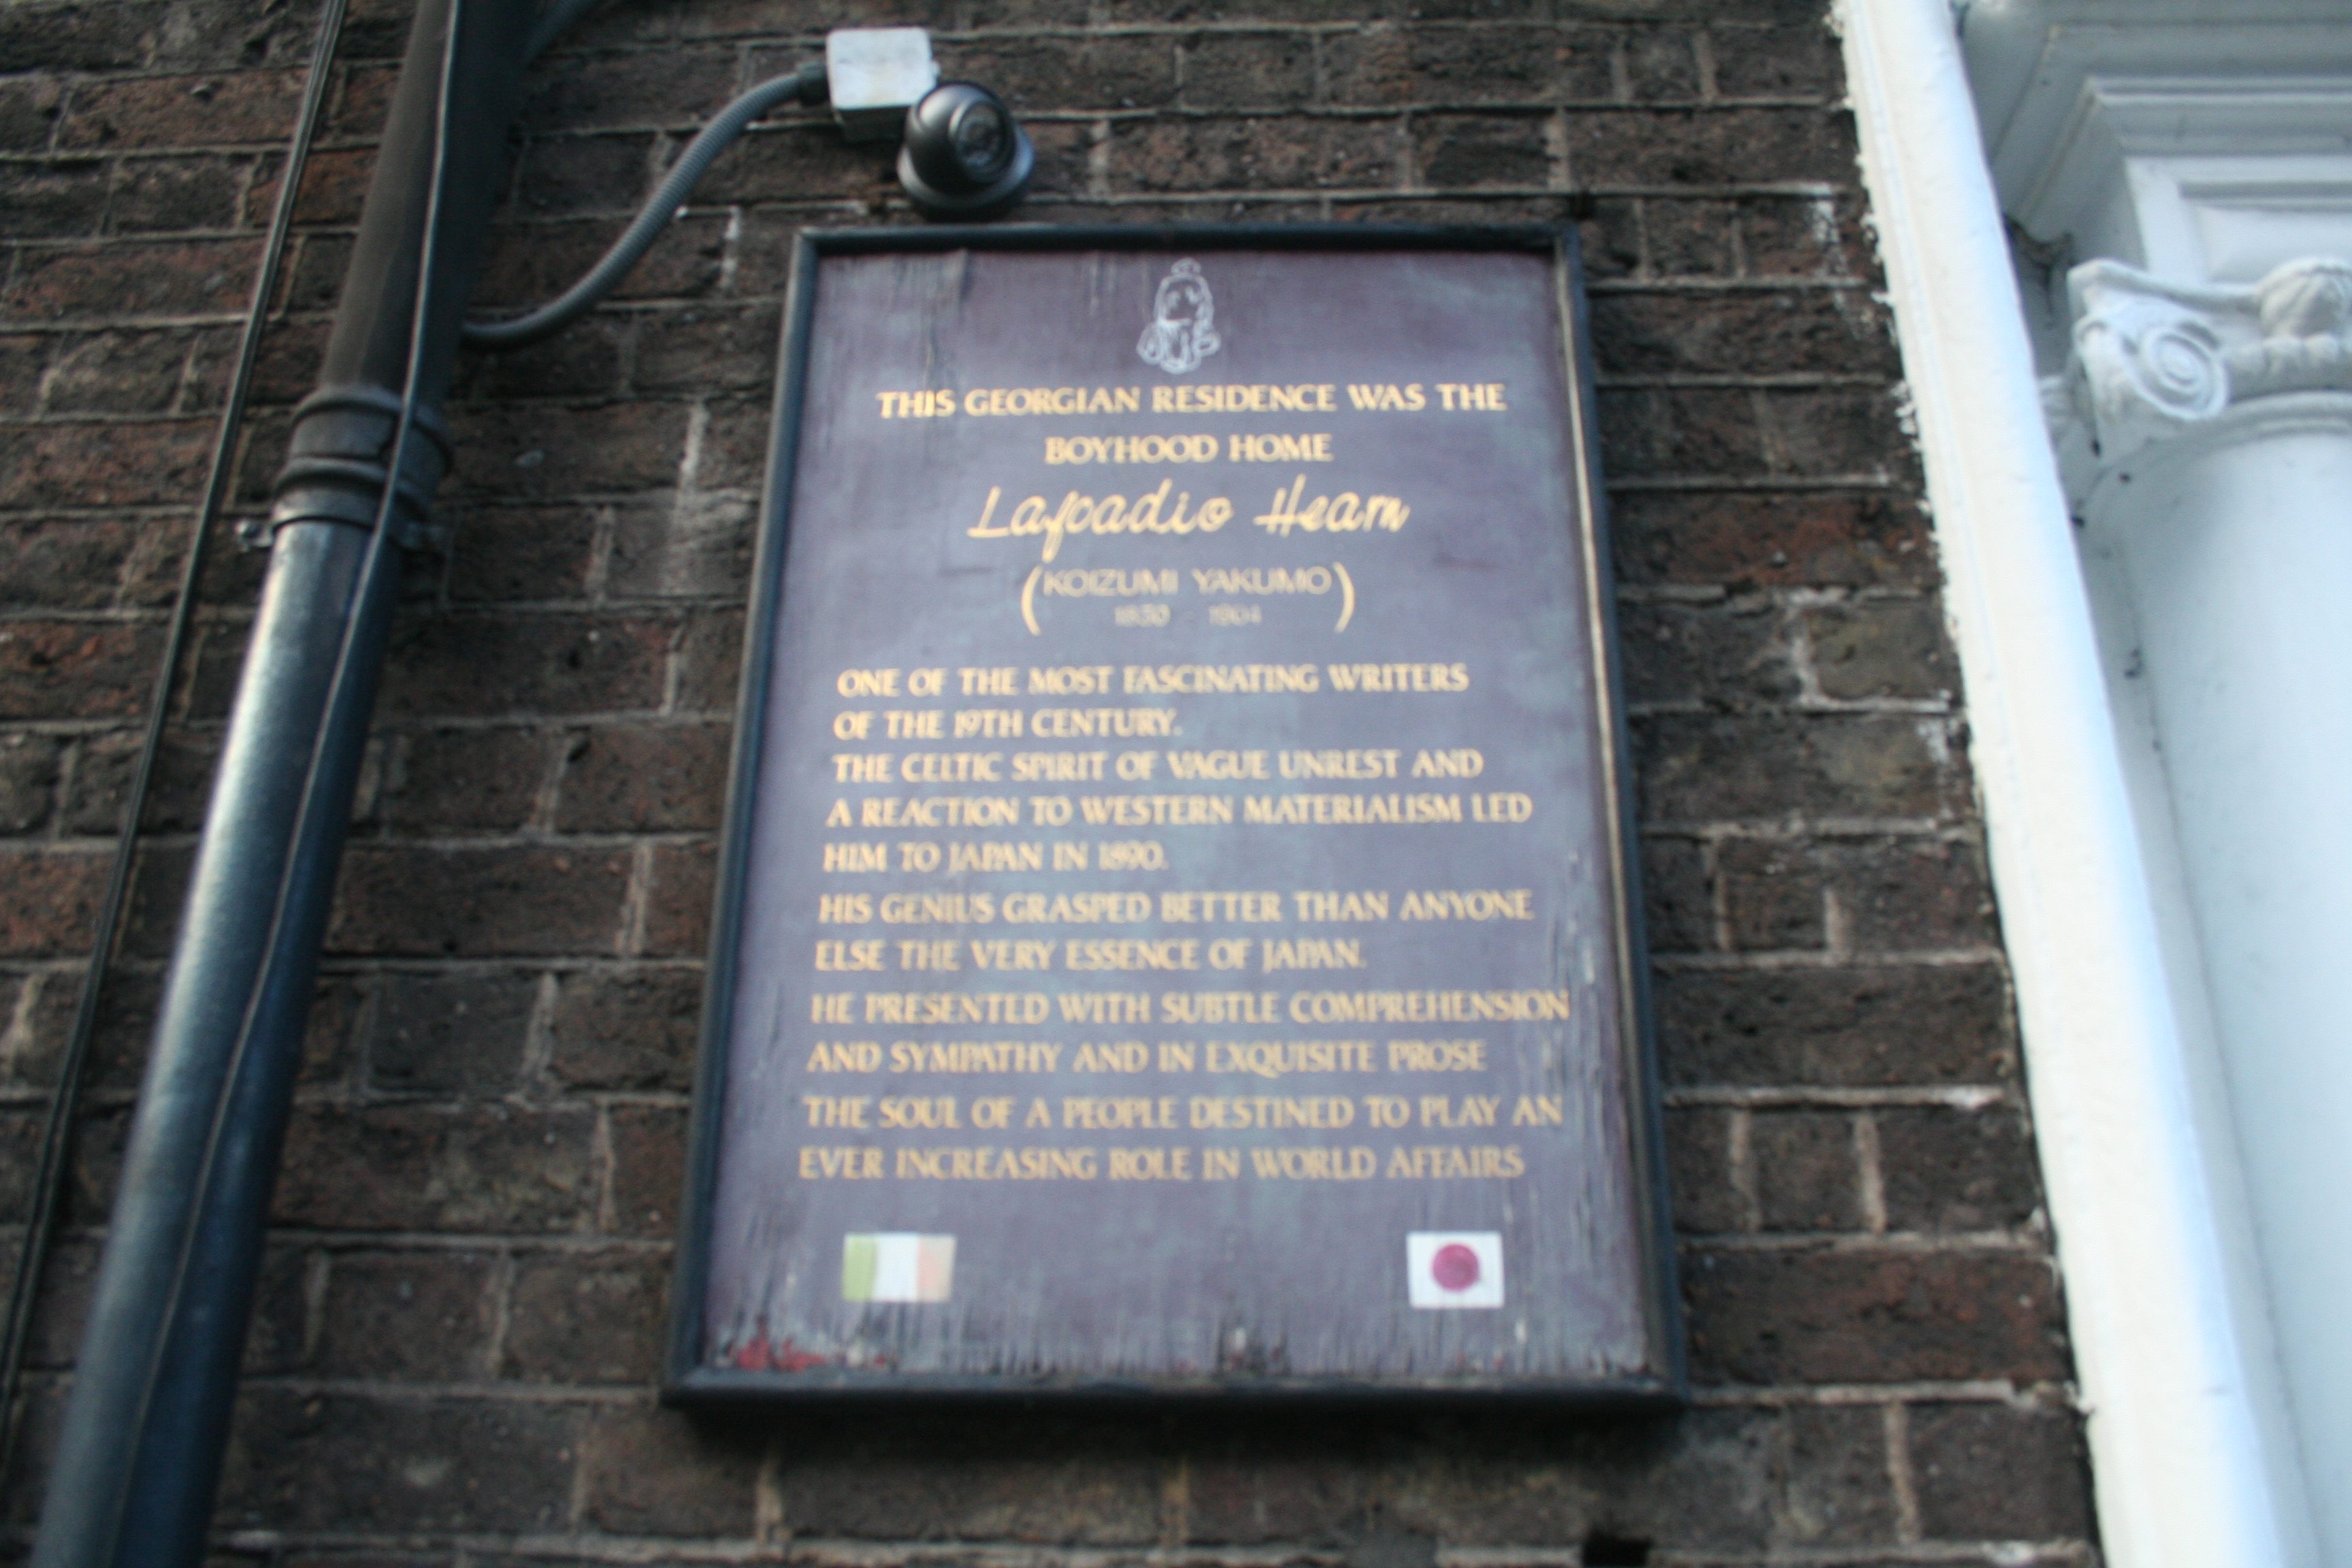 THIS GEORGIAN RESIDENCE WAS THE
BOYHOOD HOME
Lafcadio Hearn
(KOIZUMI YAKUMO)
1850 - 1904
ONE OF THE MOST FASCINATING WRITERS
OF THE 19TH CENTURY.
THE CELTIC SPIRIT OF VAGUE UNREST AND
A REACTION TO WESTERN MATERIALISM LED
HIM TO JAPAN IN 1890.
HIS GENIUS GRASPED BETTER THAN ANYONE
ELSE THE VERY ESSENCE OF JAPAN.
HE PRESENTED WITH SUBTLE COMPREHENSION
AND SYMPATHY AND IN EXQUISITE PROSE
THE SOUL OF A PEOPLE DESTINED TO PLAY AN
EVER INCREASING ROLE IN WORLD AFFAIRS